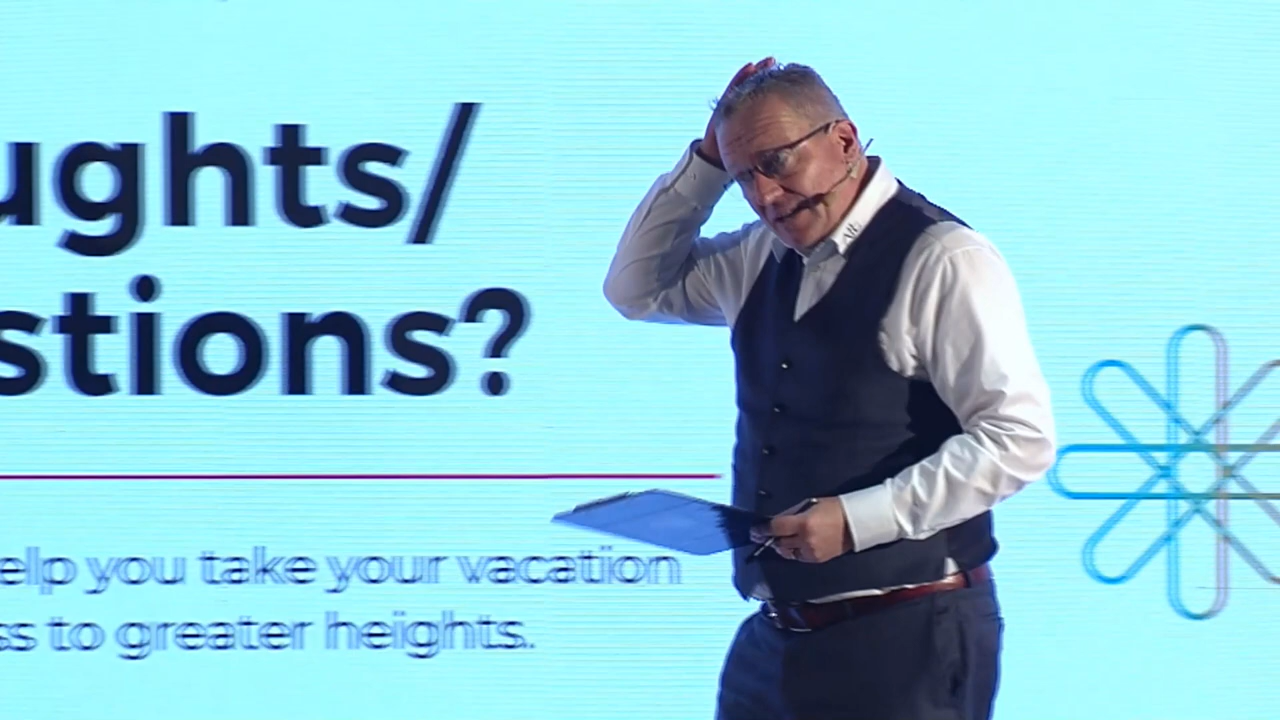 ughts/
stions?
elp you take your vacation
ss to greater heights.